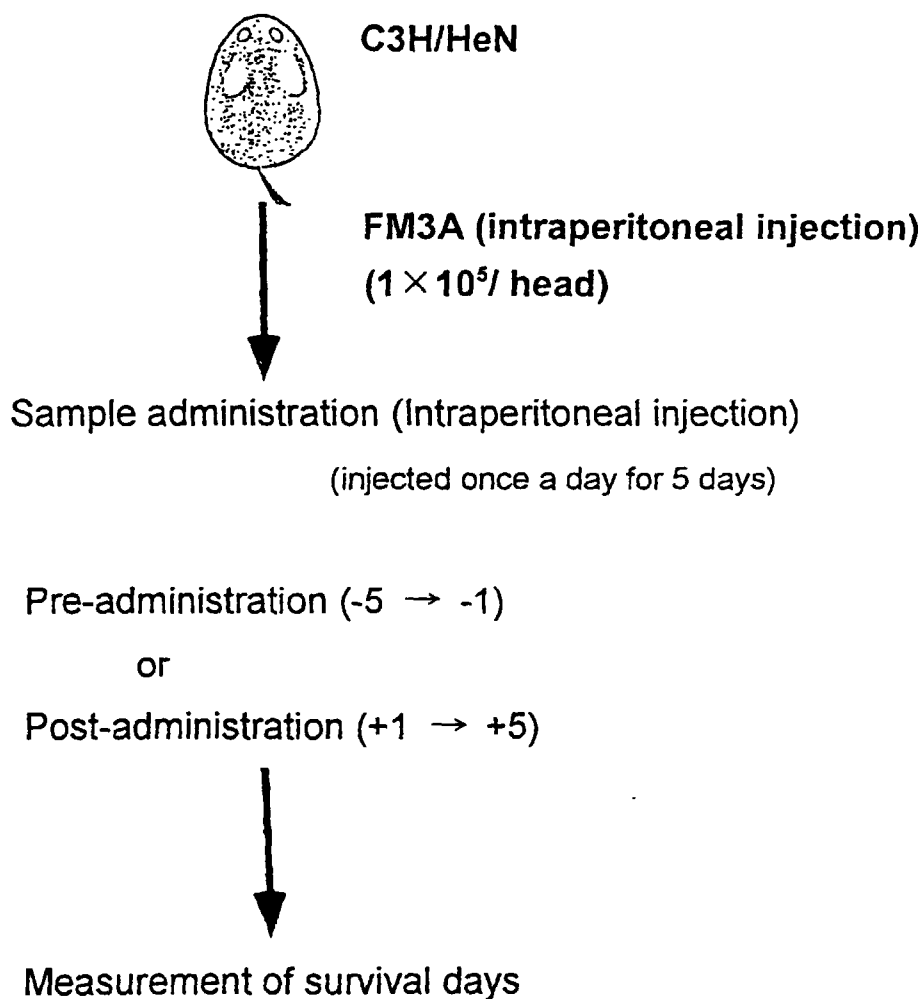 C3H/HeN
FM3A (intraperitoneal injection)
(1 × 10⁵/ head)
Sample administration (Intraperitoneal injection)
(injected once a day for 5 days)
Pre-administration (-5 → -1)
or
Post-administration (+1 → +5)
Measurement of survival days